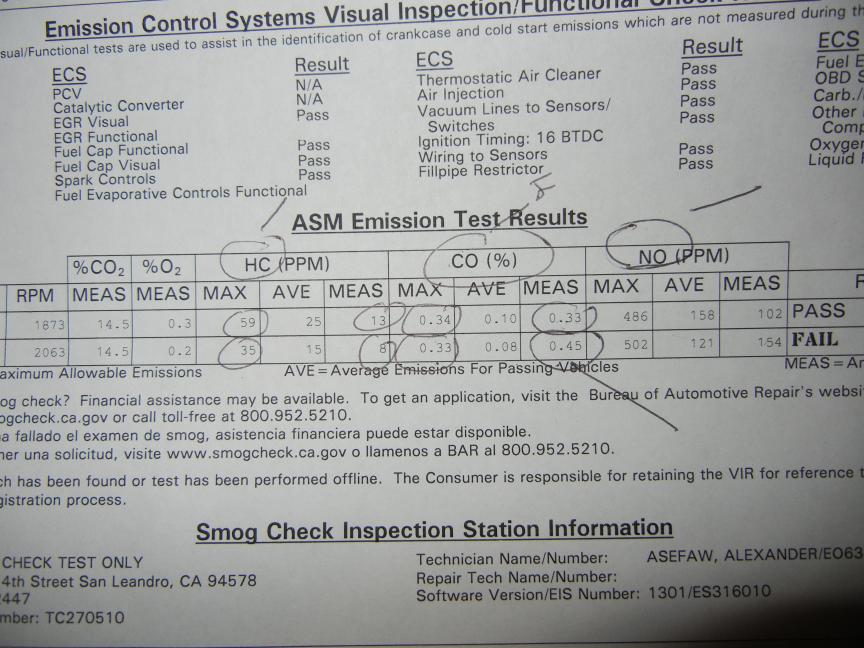 Emission Control Systems Visual Inspection/Functional Check
sual/Functional tests are used to assist in the identification of crankcase and cold start emissions which are not measured during th
ECS Result ECS Result ECS
PCV N/A Thermostatic Air Cleaner Pass Fuel E
Catalytic Converter N/A Air Injection Pass OBD S
EGR Visual Pass Vacuum Lines to Sensors/ Pass Carb./
EGR Functional Switches Other
Fuel Cap Functional Pass Ignition Timing: 16 BTDC Pass Comp
Fuel Cap Visual Pass Wiring to Sensors Pass Oxygen
Spark Controls Pass Fillpipe Restrictor Liquid
Fuel Evaporative Controls Functional
ASM Emission Test Results
%CO2 %O2 HC (PPM) CO (%) NO (PPM)
RPM MEAS MEAS MAX AVE MEAS MAX AVE MEAS MAX AVE MEAS R
1873 14.5 0.3 59 25 13 0.34 0.10 0.33 486 158 102 PASS
2063 14.5 0.2 35 15 8 0.33 0.08 0.45 502 121 154 FAIL
aximum Allowable Emissions AVE=Average Emissions For Passing Vehicles MEAS=Am
og check? Financial assistance may be available. To get an application, visit the Bureau of Automotive Repair's websi
ogcheck.ca.gov or call toll-free at 800.952.5210.
a fallado el examen de smog, asistencia financiera puede estar disponible.
ner una solicitud, visite www.smogcheck.ca.gov o llamenos a BAR al 800.952.5210.
ch has been found or test has been performed offline. The Consumer is responsible for retaining the VIR for reference t
gistration process.
Smog Check Inspection Station Information
CHECK TEST ONLY Technician Name/Number: ASEFAW, ALEXANDER/EO63
4th Street San Leandro, CA 94578 Repair Tech Name/Number:
2447 Software Version/EIS Number: 1301/ES316010
mber: TC270510